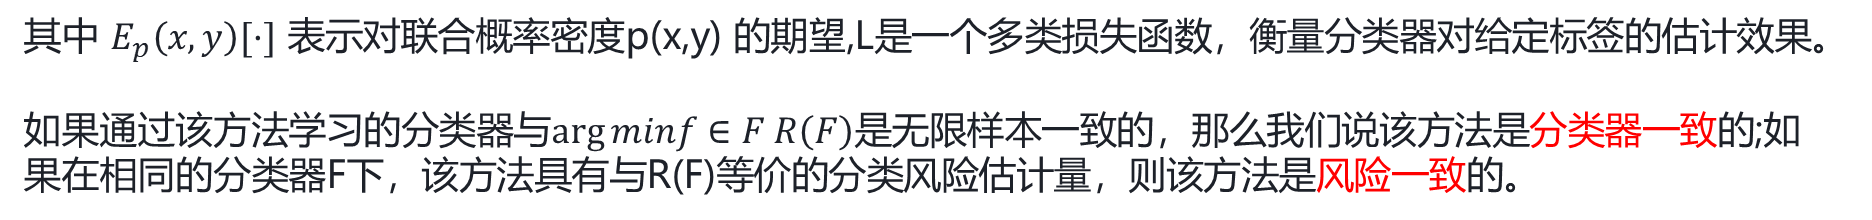 其中 𝐸𝑝(𝑥,𝑦)[·] 表示对联合概率密度p(x,y) 的期望,L是一个多类损失函数，衡量分类器对给定标签的估计效果。
如果通过该方法学习的分类器与arg 𝑚𝑖𝑛𝑓 ∈ 𝐹 𝑅(𝐹)是无限样本一致的，那么我们说该方法是分类器一致的;如
果在相同的分类器F下，该方法具有与R(F)等价的分类风险估计量，则该方法是风险一致的。